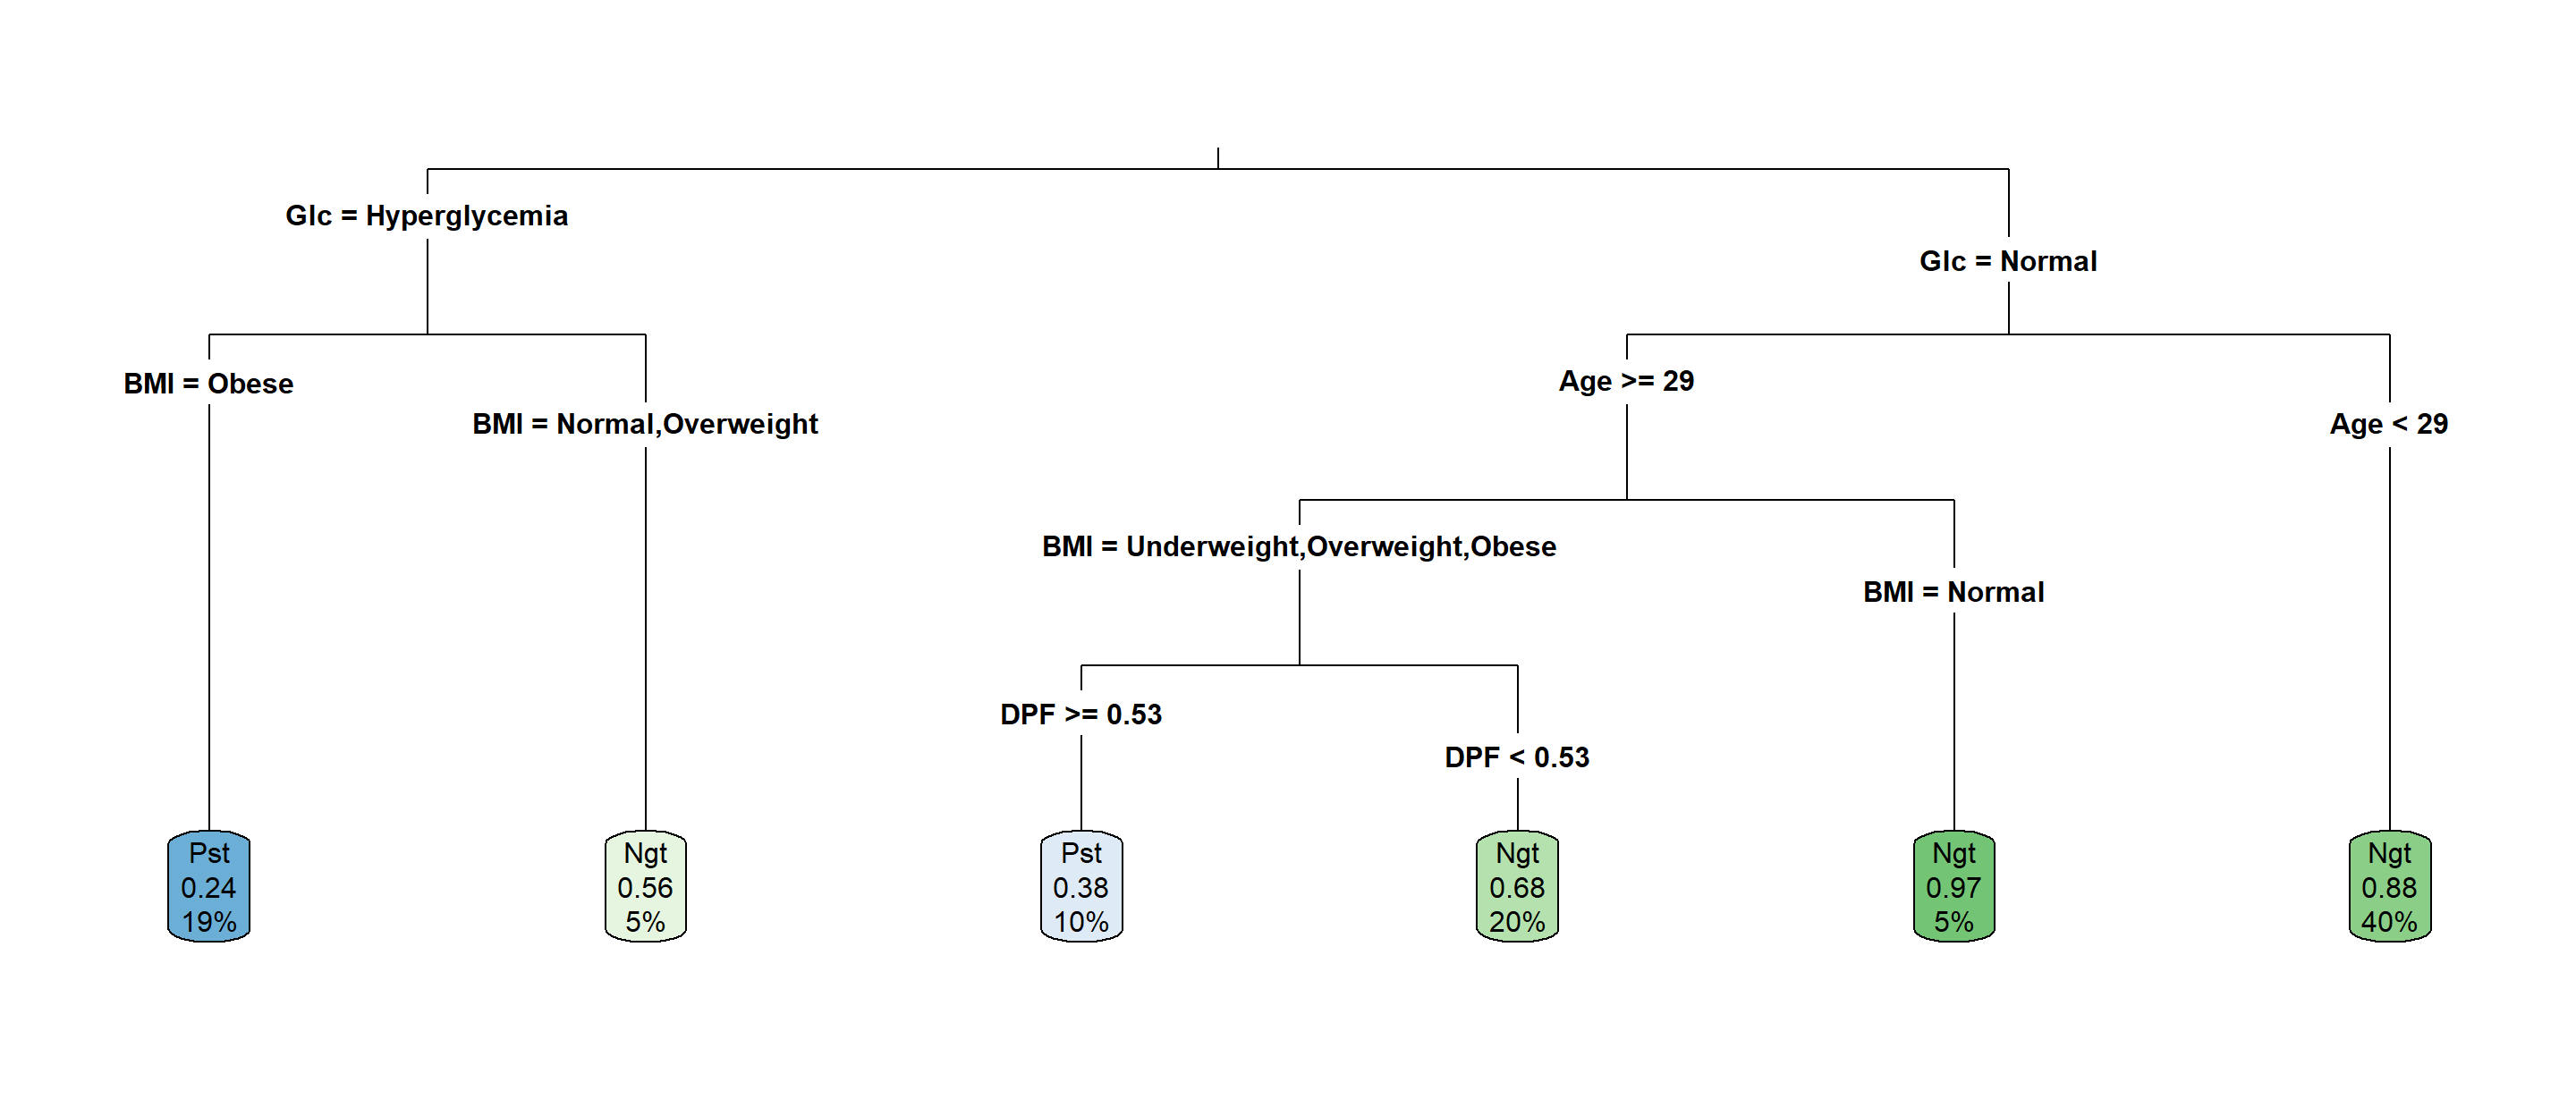 Glc = Hyperglycemia
Glc = Normal
BMI = Obese
BMI = Normal,Overweight
Age >= 29
Age < 29
BMI = Underweight,Overweight,Obese
BMI = Normal
DPF >= 0.53
DPF < 0.53
Pst
0.24
19%
Ngt
0.56
5%
Pst
0.38
10%
Ngt
0.68
20%
Ngt
0.97
5%
Ngt
0.88
40%